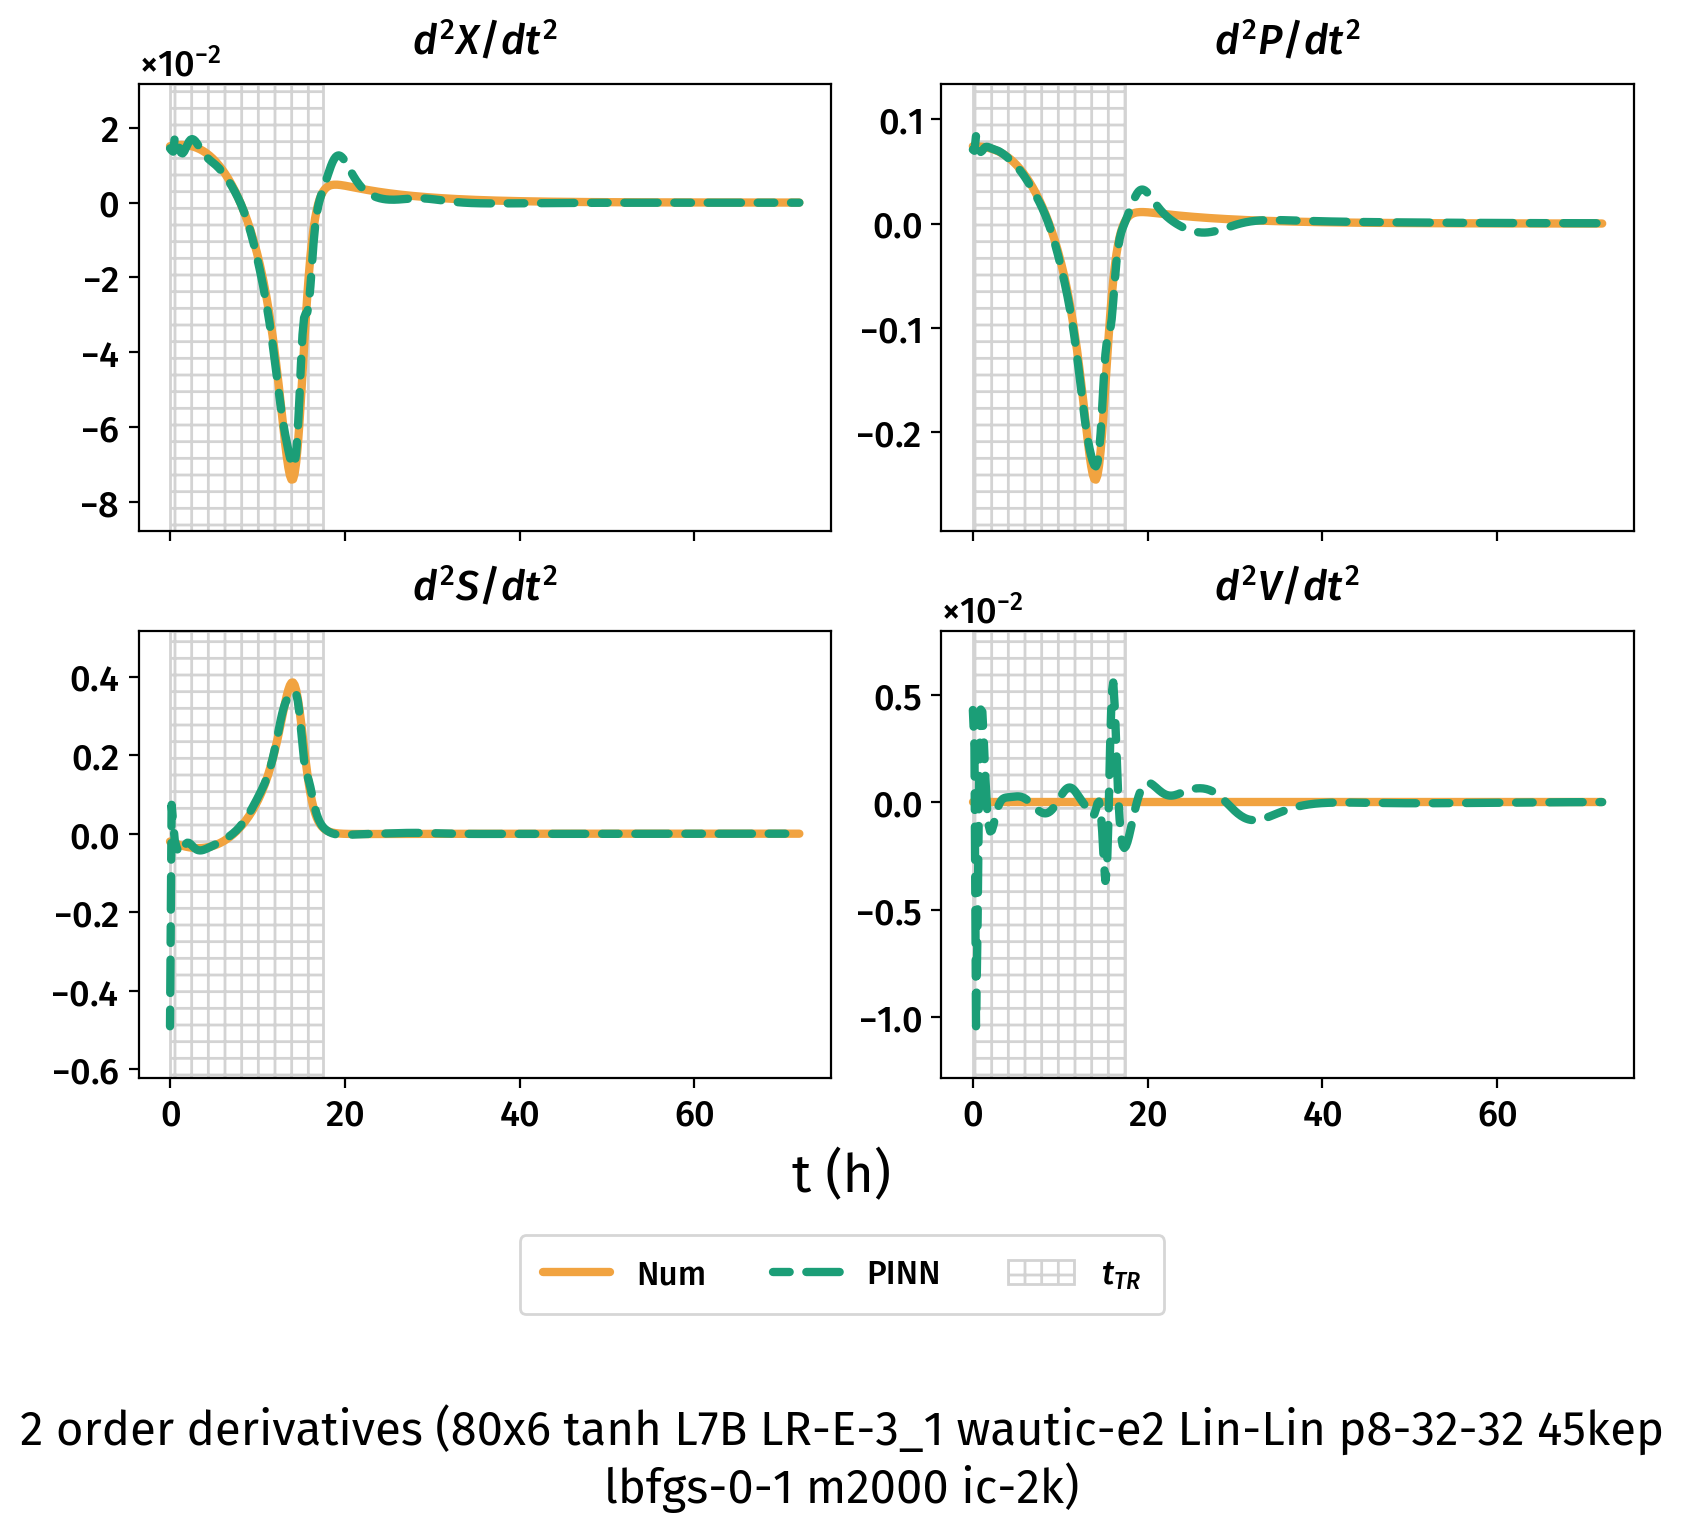 d²X/dt²
d²P/dt²
×10⁻²
2
0
−2
−4
−6
−8
0.1
0.0
−0.1
−0.2
d²S/dt²
d²V/dt²
×10⁻²
0.4
0.2
0.0
−0.2
−0.4
−0.6
0.5
0.0
−0.5
−1.0
0 20 40 60
0 20 40 60
t (h)
Num PINN t_TR
2 order derivatives (80x6 tanh L7B LR-E-3_1 wautic-e2 Lin-Lin p8-32-32 45kep
lbfgs-0-1 m2000 ic-2k)